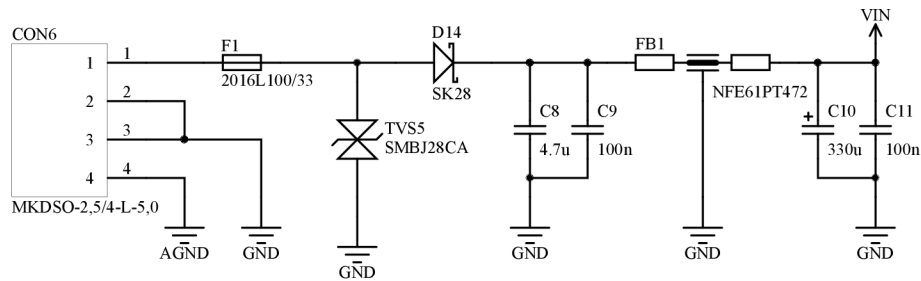 CON6
1
2
3
4
1
2
3
4
MKDSO-2,5/4-L-5,0
AGND
GND
F1
2016L100/33
TVS5
SMBJ28CA
GND
D14
SK28
C8
4.7u
C9
100n
GND
FB1
NFE61PT472
GND
VIN
+
C10
330u
C11
100n
GND